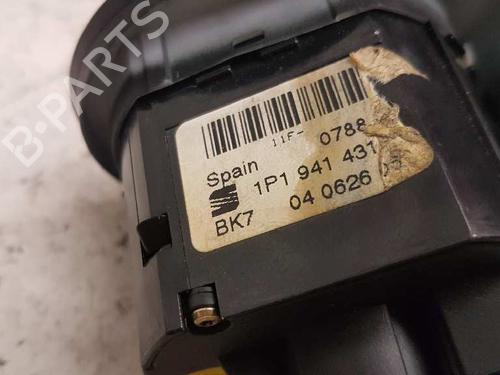 B-PARTS
11F- 0788
Spain
1P1 941 431
BK7 04 0626